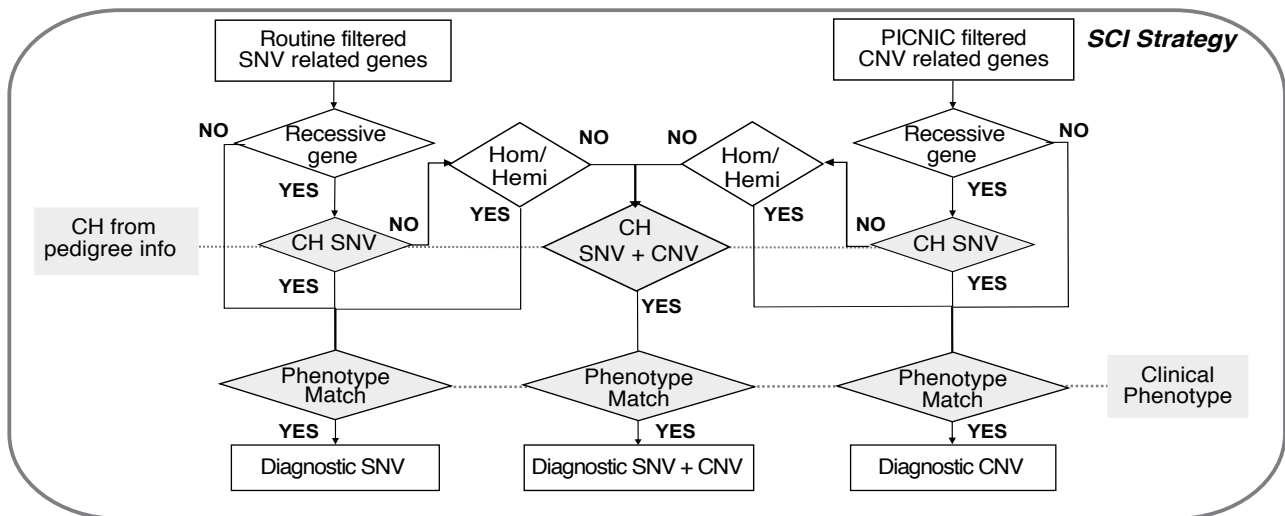 Routine filtered
SNV related genes
PICNIC filtered
CNV related genes
SCI Strategy
NO
Recessive
gene
YES
Hom/
Hemi
NO
NO
Hom/
Hemi
Recessive
gene
NO
YES
CH from
pedigree info
CH SNV
NO
YES
CH
SNV + CNV
YES
NO
CH SNV
YES
YES
YES
Phenotype
Match
Phenotype
Match
Phenotype
Match
Clinical
Phenotype
YES
YES
YES
Diagnostic SNV
Diagnostic SNV + CNV
Diagnostic CNV